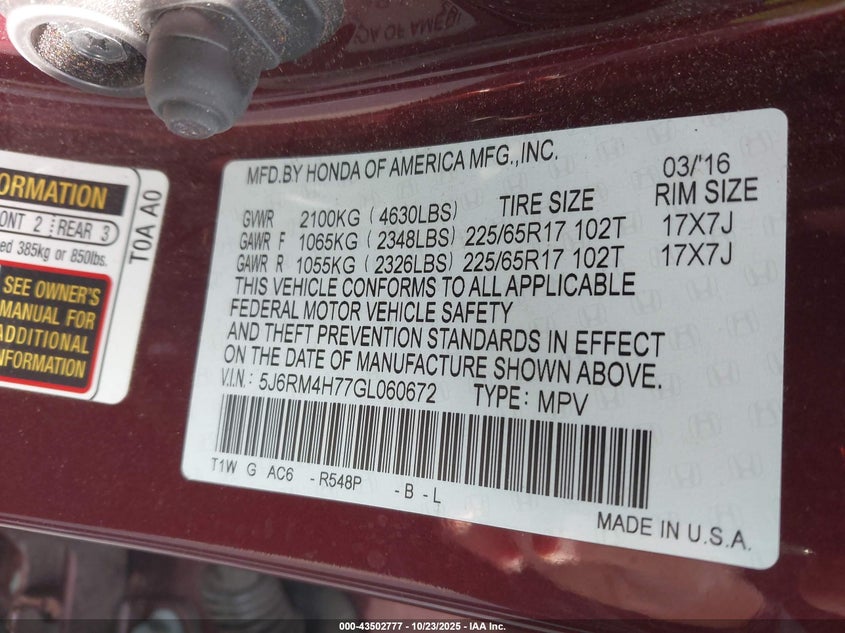 ORMATION
ONT 2 REAR 3
ed 385kg or 850lbs.
SEE OWNER'S
MANUAL FOR
ADDITIONAL
INFORMATION
T0A A0
MFD.BY HONDA OF AMERICA MFG.,INC. 03/'16
GVWR 2100KG (4630LBS) TIRE SIZE RIM SIZE
GAWR F 1065KG (2348LBS) 225/65R17 102T 17X7J
GAWR R 1055KG (2326LBS) 225/65R17 102T 17X7J
THIS VEHICLE CONFORMS TO ALL APPLICABLE
FEDERAL MOTOR VEHICLE SAFETY
AND THEFT PREVENTION STANDARDS IN EFFECT
ON THE DATE OF MANUFACTURE SHOWN ABOVE.
V.I.N: 5J6RM4H77GL060672 TYPE: MPV
T1W G AC6 - R548P - B - L
MADE IN U.S.A.
000-43502777 - 10/23/2025 - IAA Inc.